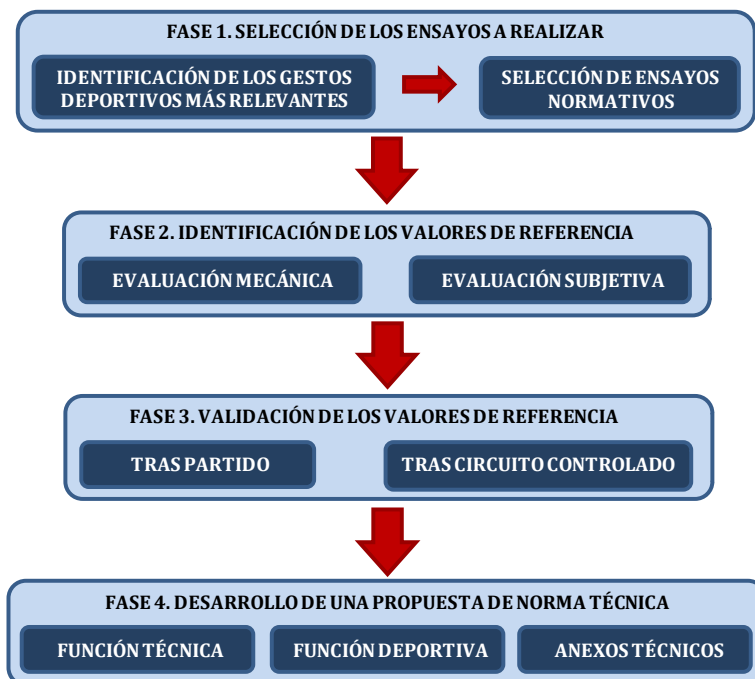 FASE 1. SELECCIÓN DE LOS ENSAYOS A REALIZAR
IDENTIFICACIÓN DE LOS GESTOS
DEPORTIVOS MÁS RELEVANTES
SELECCIÓN DE ENSAYOS
NORMATIVOS
FASE 2. IDENTIFICACIÓN DE LOS VALORES DE REFERENCIA
EVALUACIÓN MECÁNICA
EVALUACIÓN SUBJETIVA
FASE 3. VALIDACIÓN DE LOS VALORES DE REFERENCIA
TRAS PARTIDO
TRAS CIRCUITO CONTROLADO
FASE 4. DESARROLLO DE UNA PROPUESTA DE NORMA TÉCNICA
FUNCIÓN TÉCNICA
FUNCIÓN DEPORTIVA
ANEXOS TÉCNICOS